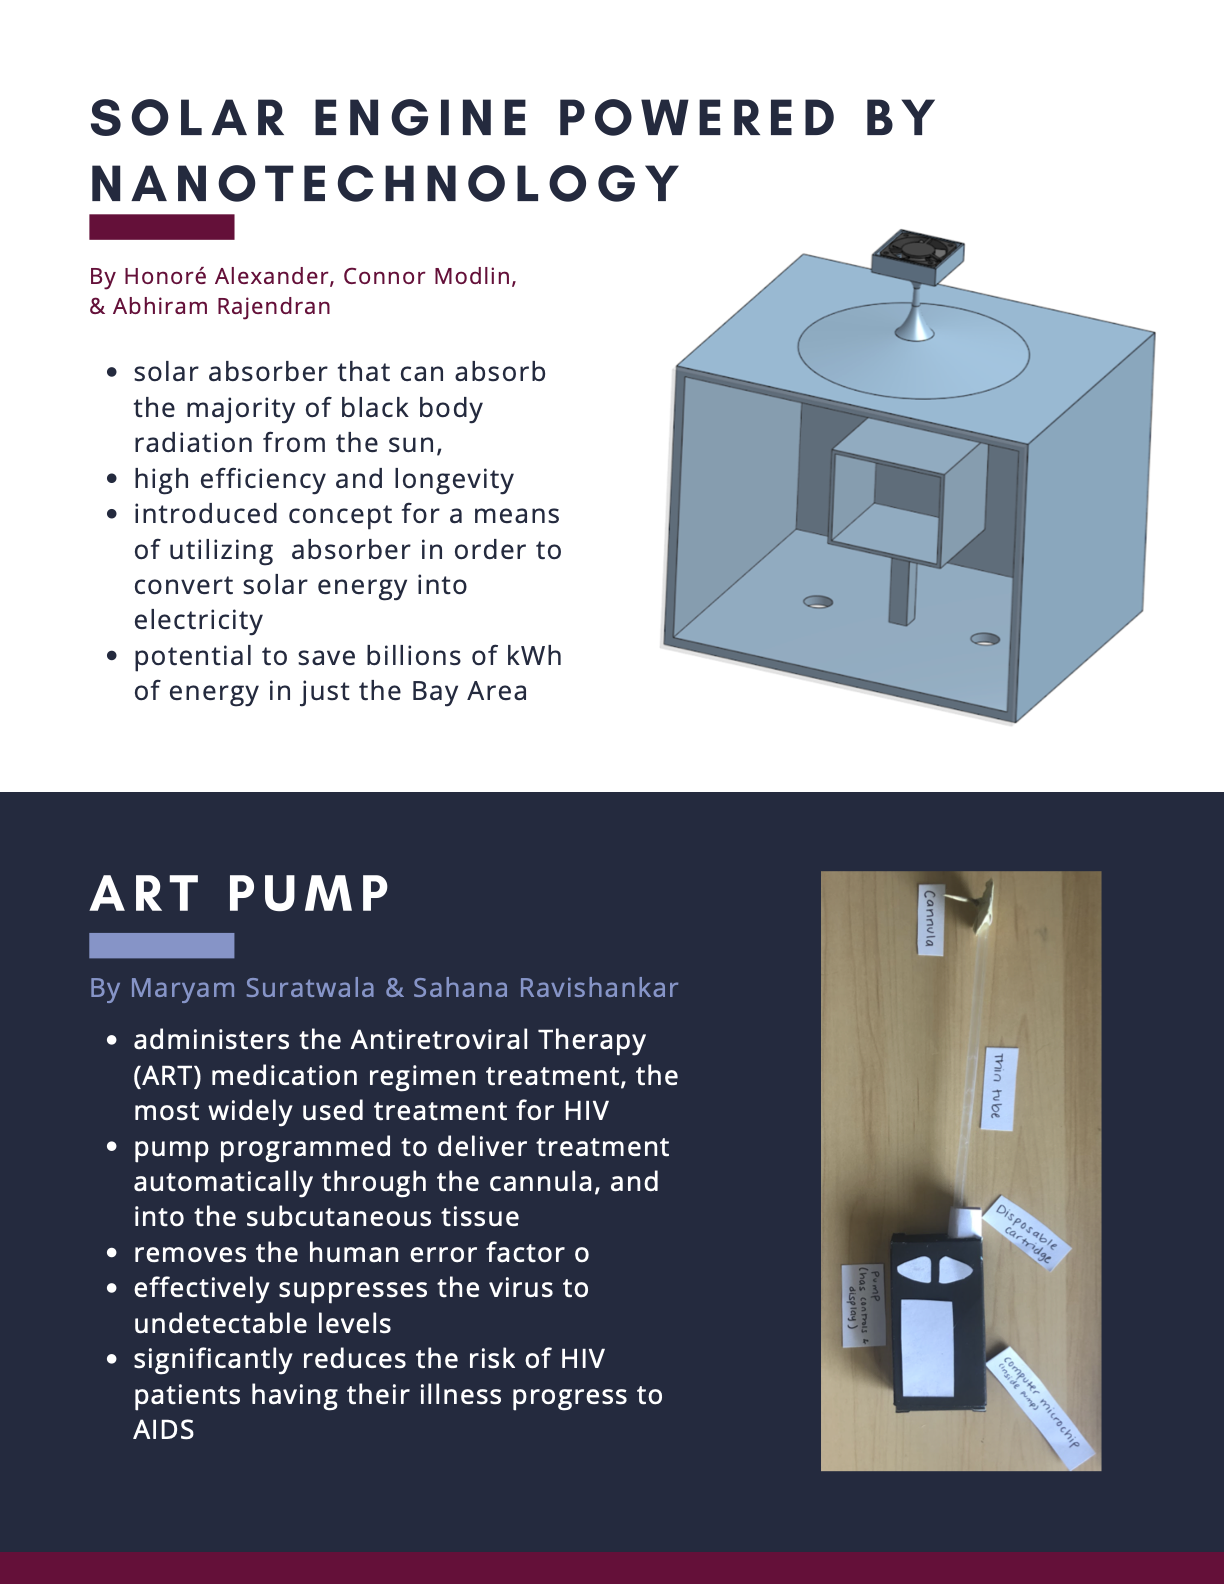 SOLAR ENGINE POWERED BY
NANOTECHNOLOGY
By Honoré Alexander, Connor Modlin,
& Abhiram Rajendran
• solar absorber that can absorb
the majority of black body
radiation from the sun,
• high efficiency and longevity
• introduced concept for a means
of utilizing  absorber in order to
convert solar energy into
electricity
• potential to save billions of kWh
of energy in just the Bay Area
ART PUMP
By Maryam Suratwala & Sahana Ravishankar
• administers the Antiretroviral Therapy
(ART) medication regimen treatment, the
most widely used treatment for HIV
• pump programmed to deliver treatment
automatically through the cannula, and
into the subcutaneous tissue
• removes the human error factor o
• effectively suppresses the virus to
undetectable levels
• significantly reduces the risk of HIV
patients having their illness progress to
AIDS
Cannula
Thin tube
Disposable
cartridge
Pump
(has controls &
display)
computer microchip
(inside pump)